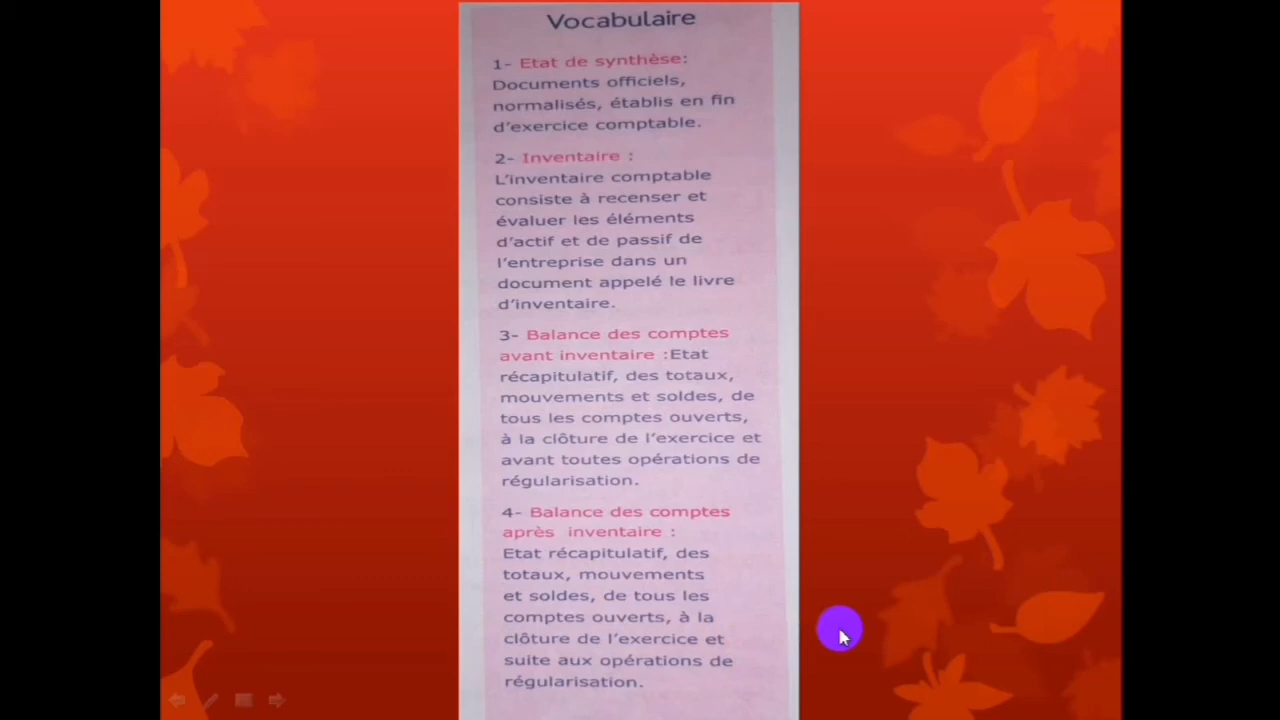 Vocabulaire
1- Etat de synthèse:
Documents officiels,
normalisés, établis en fin
d'exercice comptable.
2- Inventaire :
L'inventaire comptable
consiste à recenser et
évaluer les éléments
d'actif et de passif de
l'entreprise dans un
document appelé le livre
d'inventaire.
3- Balance des comptes
avant inventaire :Etat
récapitulatif, des totaux,
mouvements et soldes, de
tous les comptes ouverts,
à la clôture de l'exercice et
avant toutes opérations de
régularisation.
4- Balance des comptes
après inventaire :
Etat récapitulatif, des
totaux, mouvements
et soldes, de tous les
comptes ouverts, à la
clôture de l'exercice et
suite aux opérations de
régularisation.